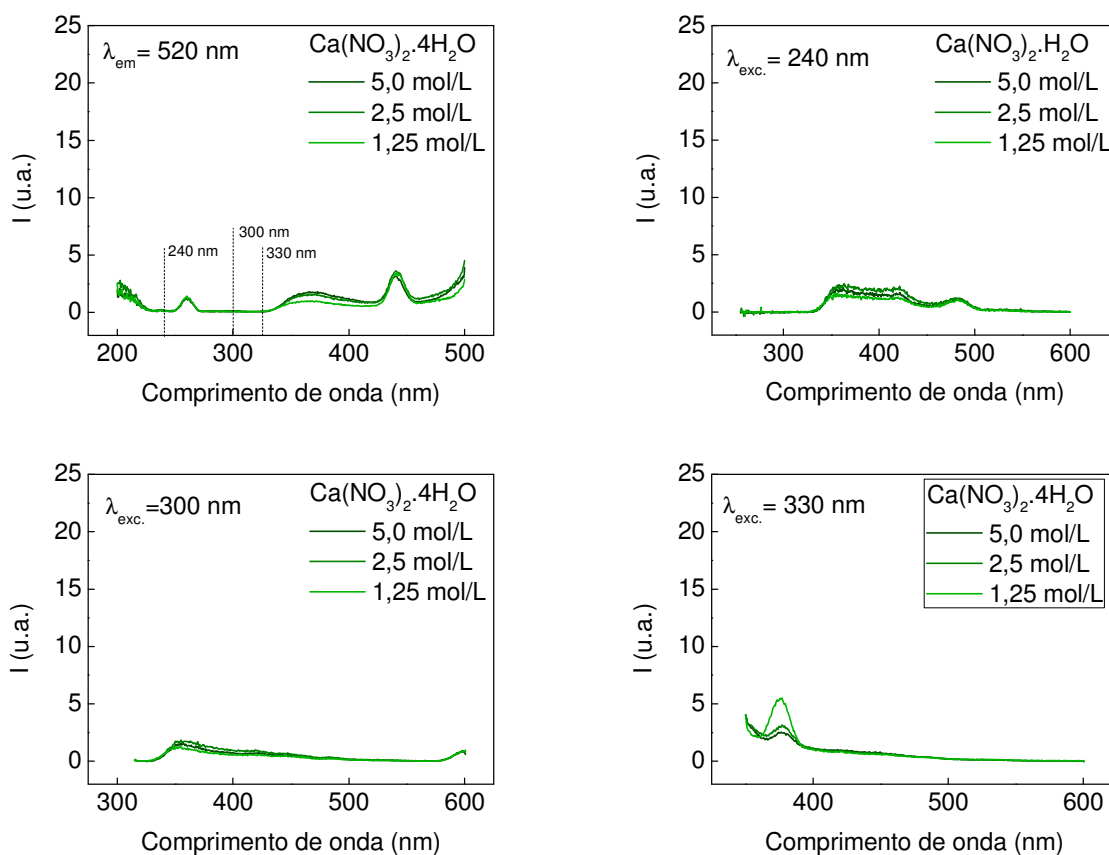 25
20
15
10
5
0
I (u.a.)
λem= 520 nm
Ca(NO3)2.4H2O
5,0 mol/L
2,5 mol/L
1,25 mol/L
240 nm
300 nm
330 nm
200 300 400 500
Comprimento de onda (nm)
25
20
15
10
5
0
I (u.a.)
λexc.= 240 nm
Ca(NO3)2.H2O
5,0 mol/L
2,5 mol/L
1,25 mol/L
300 400 500 600
Comprimento de onda (nm)
25
20
15
10
5
0
I (u.a.)
λexc.=300 nm
Ca(NO3)2.4H2O
5,0 mol/L
2,5 mol/L
1,25 mol/L
300 400 500 600
Comprimento de onda (nm)
25
20
15
10
5
0
I (u.a.)
λexc.= 330 nm
Ca(NO3)2.4H2O
5,0 mol/L
2,5 mol/L
1,25 mol/L
400 500 600
Comprimento de onda (nm)